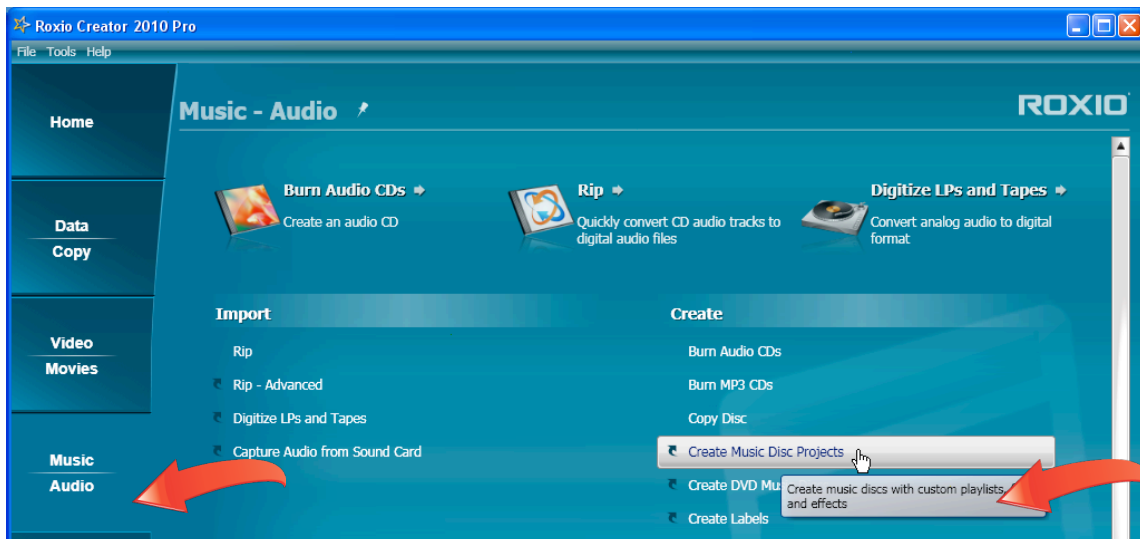 Roxio Creator 2010 Pro
File Tools Help
Home
Data
Copy
Video
Movies
Music
Audio
Music - Audio
ROXIO
Burn Audio CDs
Create an audio CD
Rip
Quickly convert CD audio tracks to
digital audio files
Digitize LPs and Tapes
Convert analog audio to digital
format
Import
Rip
Rip - Advanced
Digitize LPs and Tapes
Capture Audio from Sound Card
Create
Burn Audio CDs
Burn MP3 CDs
Copy Disc
Create Music Disc Projects
Create DVD
Create music discs with custom playlists,
and effects
Create Labels